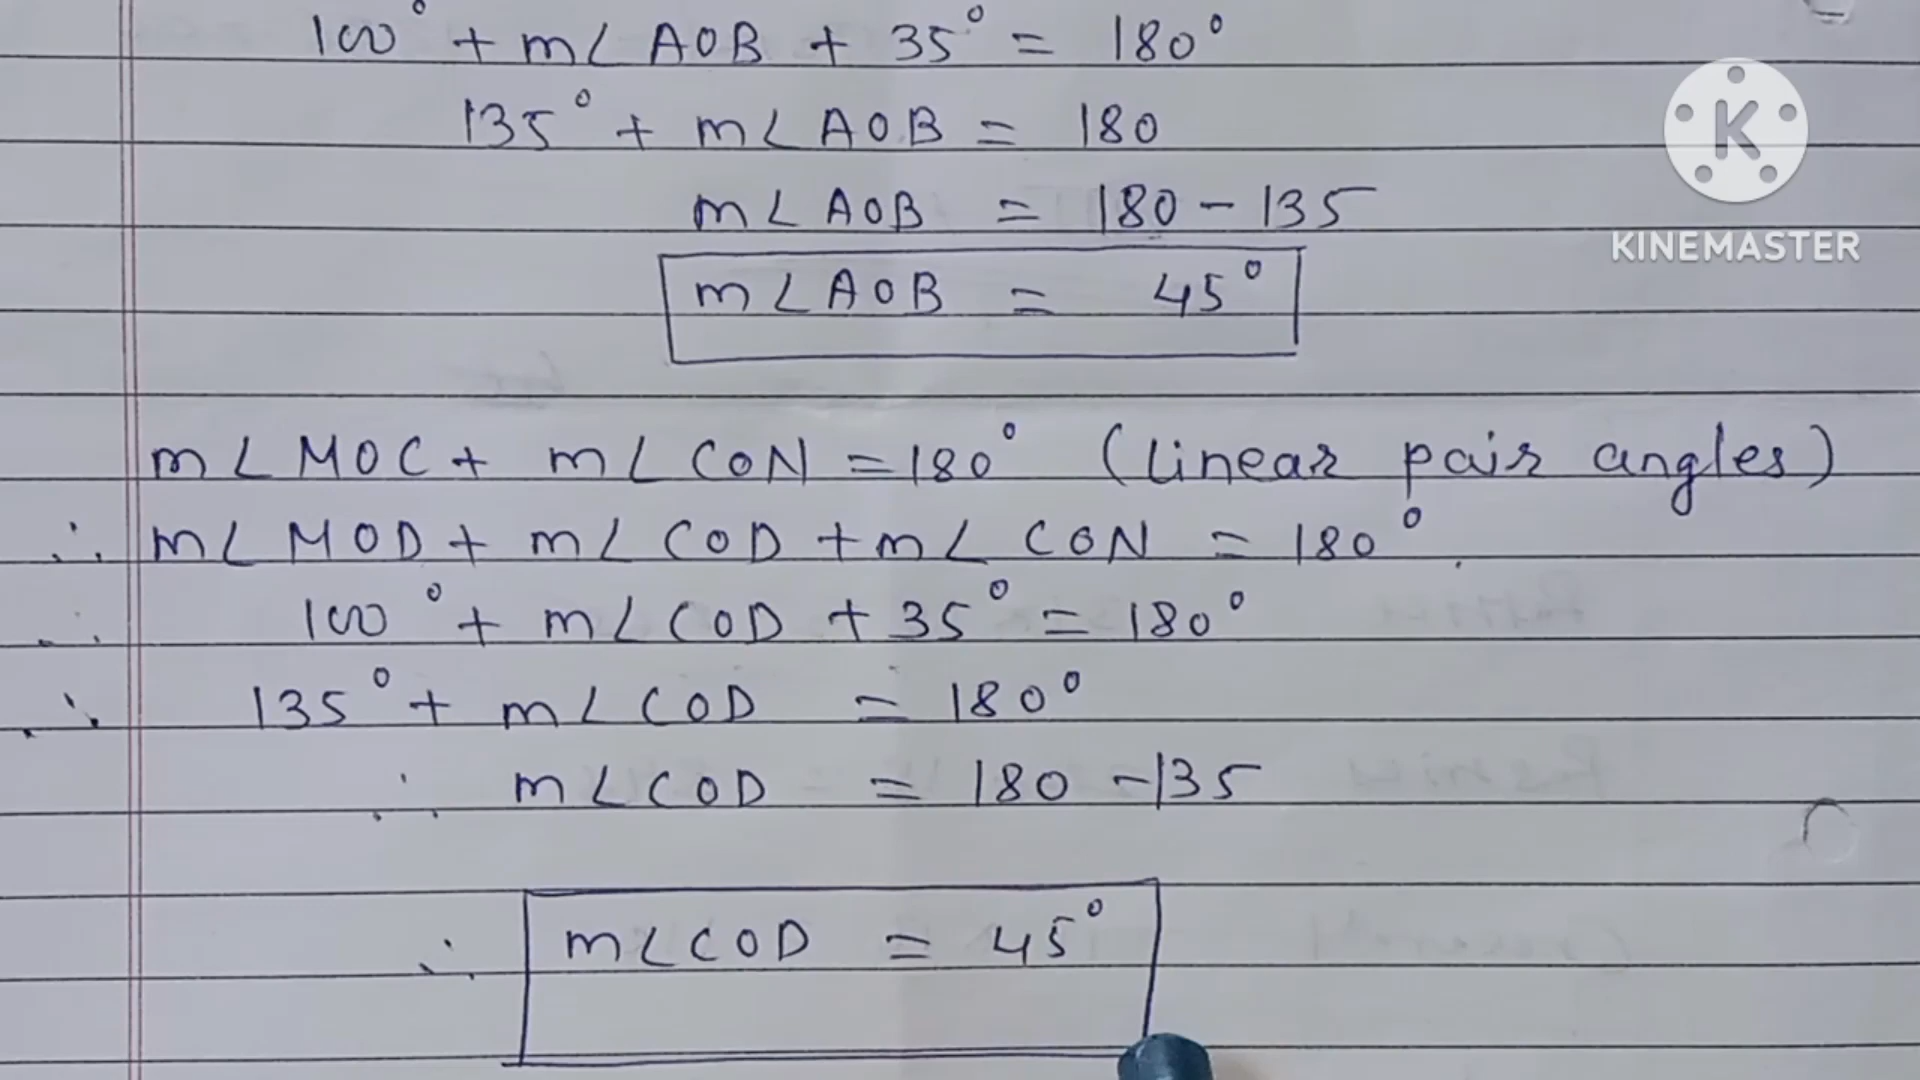 100° + m∠AOB + 35° = 180°
135° + m∠AOB = 180
m∠AOB = 180 - 135
m∠AOB = 45°
m∠MOC + m∠CON = 180° (linear pair angles)
∴ m∠MOD + m∠COD + m∠CON = 180°
∴ 100° + m∠COD + 35° = 180°
∴ 135° + m∠COD = 180°
∴ m∠COD = 180 - 135
∴ m∠COD = 45°
K
KINEMASTER